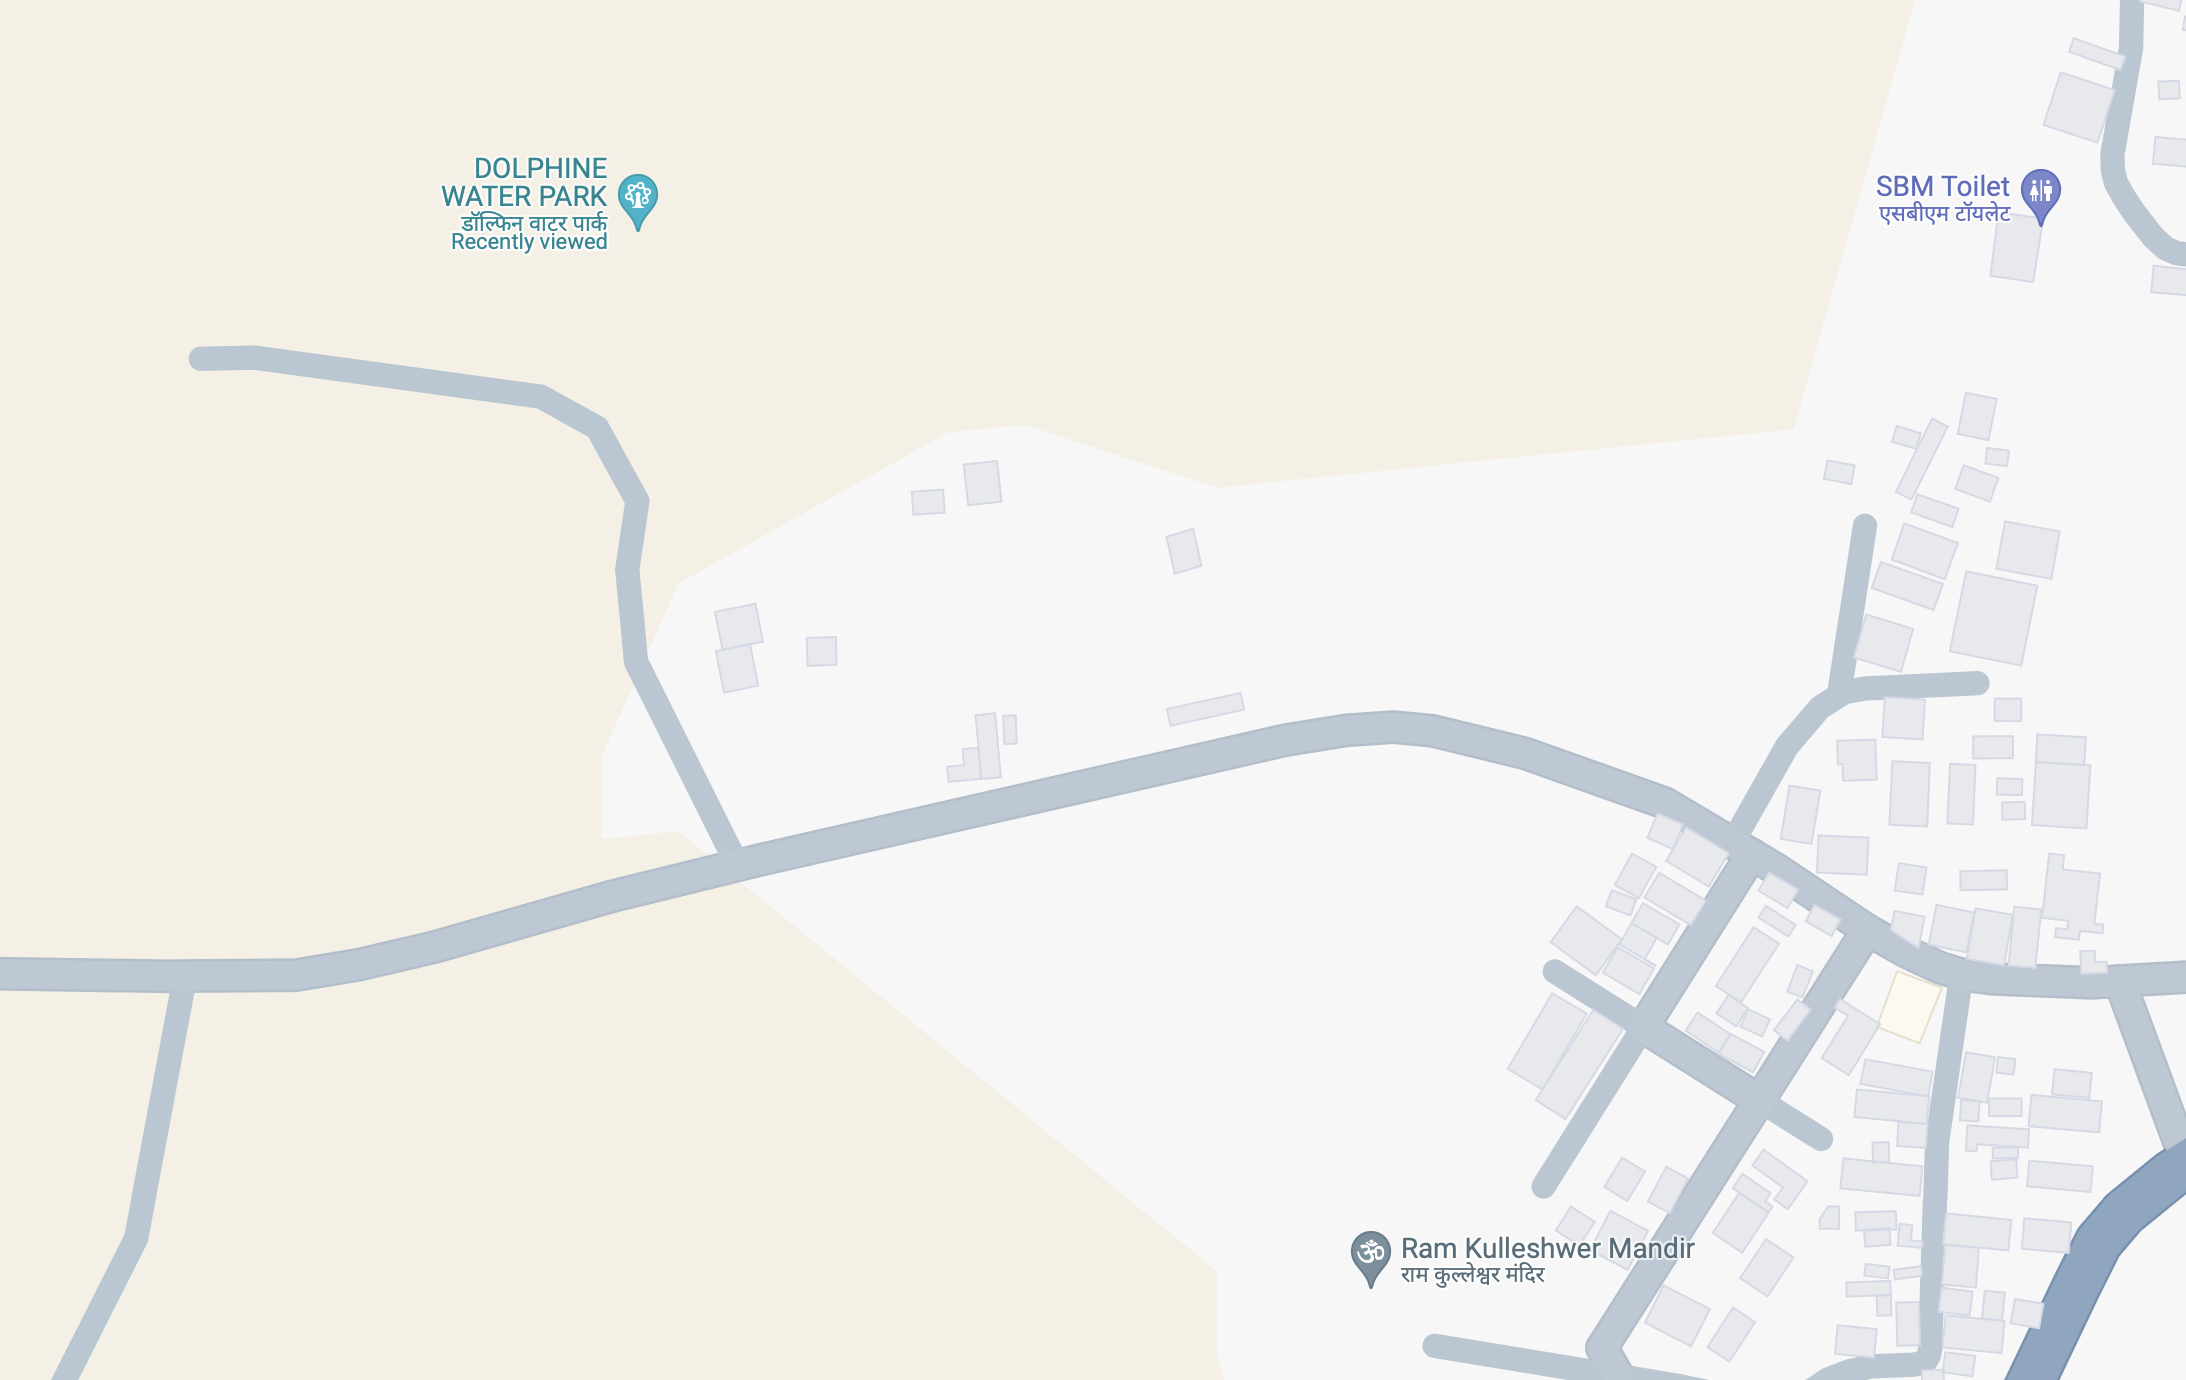 DOLPHINE
WATER PARK
डॉल्फिन वाटर पार्क
Recently viewed
SBM Toilet
एसबीएम टॉयलेट
Ram Kulleshwer Mandir
राम कुल्लेश्वर मंदिर